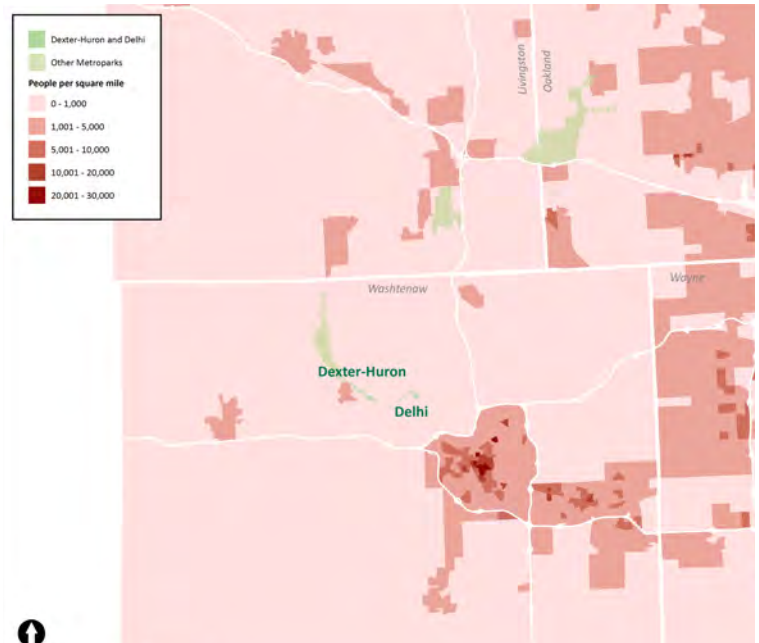 Dexter-Huron and Delhi
Other Metroparks
People per square mile
0 - 1,000
1,001 - 5,000
5,001 - 10,000
10,001 - 20,000
20,001 - 30,000
Livingston
Oakland
Washtenaw
Wayne
Dexter-Huron
Delhi